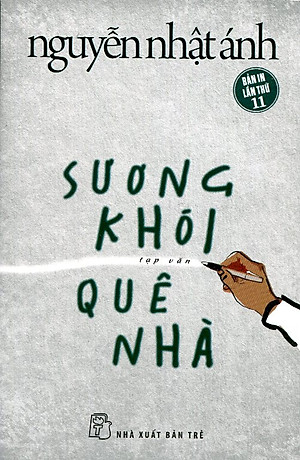 nguyễn nhật ánh
BẢN IN
LẦN THỨ
11
SƯƠNG
KHÓI
tạp văn
QUÊ
NHÀ
NHÀ XUẤT BẢN TRẺ